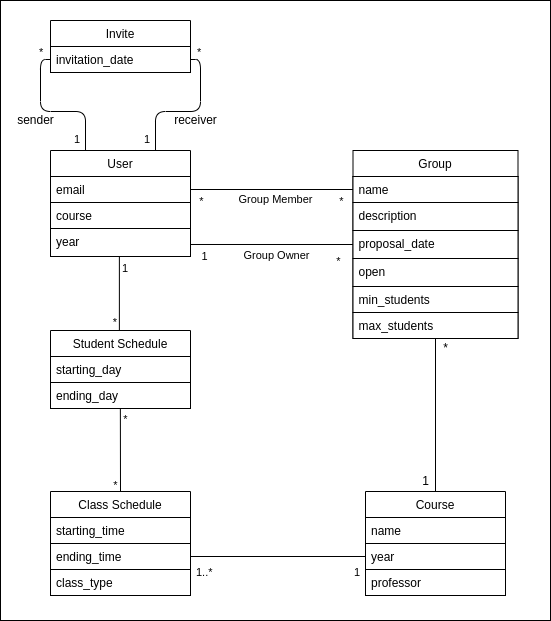 Invite
* invitation_date *
sender receiver
1 1
User Group
email name
* Group Member *
course description
year proposal_date
1 Group Owner *
1 open
min_students
* max_students
Student Schedule *
starting_day
ending_day
*
* 1
Class Schedule Course
starting_time name
ending_time year
1..* 1
class_type professor